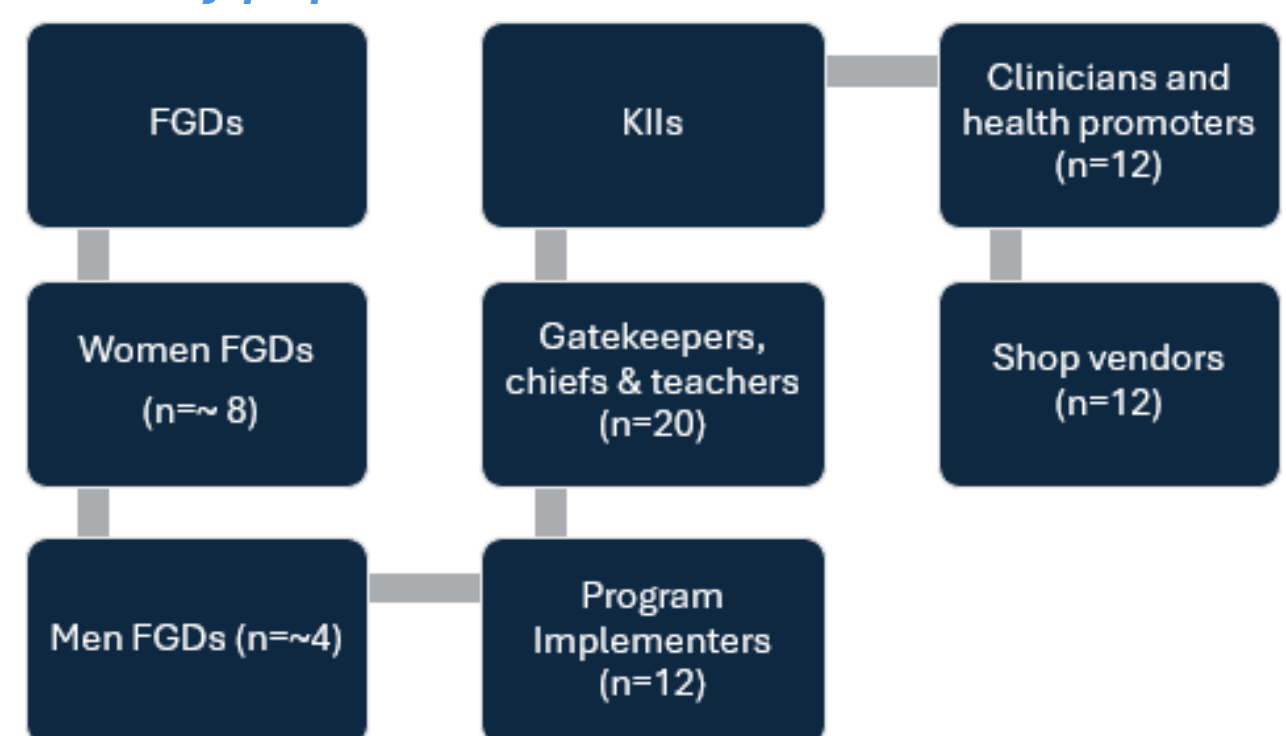 FGDs
Women FGDs
(n=~ 8)
Men FGDs (n=~4)
KIIs
Gatekeepers,
chiefs & teachers
(n=20)
Program
Implementers
(n=12)
Clinicians and
health promoters
(n=12)
Shop vendors
(n=12)